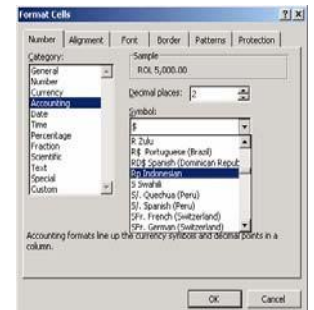 Format Cells
Number Alignment Font Border Patterns Protection
Category:
General
Number
Currency
Accounting
Date
Time
Percentage
Fraction
Scientific
Text
Special
Custom
Sample
ROL 5,000.00
Decimal places: 2
Symbol:
$
R Zulu
R$ Portuguese (Brazil)
RD$ Spanish (Dominican Repub
Rp Indonesian
S Swahili
S/. Quechua (Peru)
S/. Spanish (Peru)
SFr. French (Switzerland)
SFr. German (Switzerland)
Accounting formats line up the currency symbols and decimal points in a
column.
OK Cancel